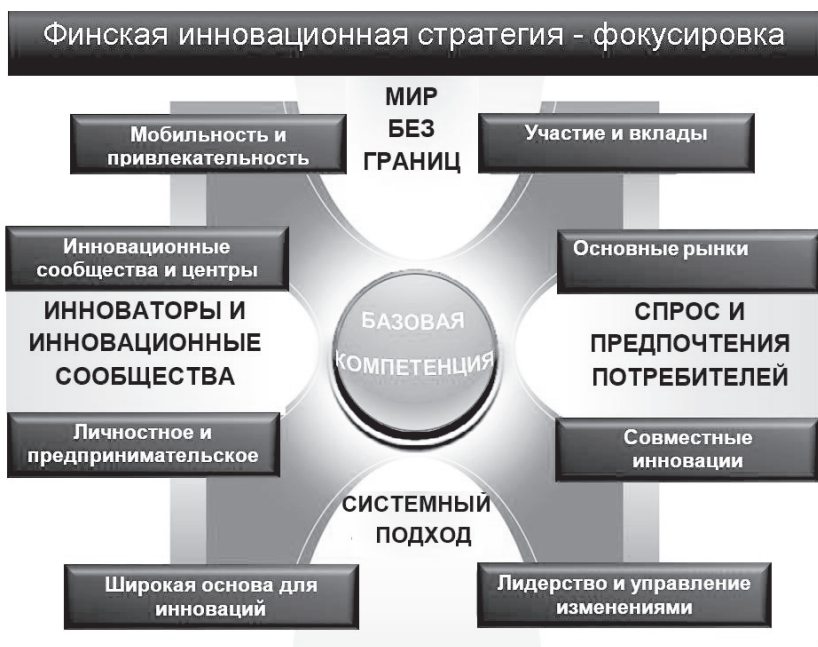 Финская инновационная стратегия - фокусировка
МИР
БЕЗ
ГРАНИЦ
Мобильность и
привлекательность
Участие и вклады
Инновационные
сообщества и центры
Основные рынки
ИННОВАТОРЫ И
ИННОВАЦИОННЫЕ
СООБЩЕСТВА
БАЗОВАЯ
КОМПЕТЕНЦИЯ
СПРОС И
ПРЕДПОЧТЕНИЯ
ПОТРЕБИТЕЛЕЙ
Личностное и
предпринимательское
Совместные
инновации
СИСТЕМНЫЙ
ПОДХОД
Широкая основа для
инноваций
Лидерство и управление
изменениями